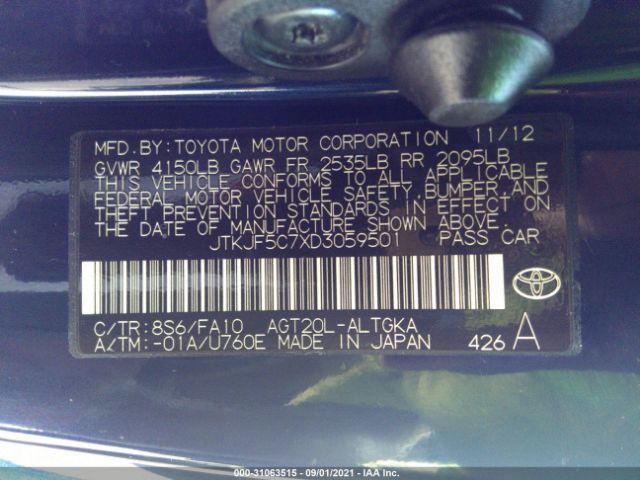 MFD. BY: TOYOTA MOTOR CORPORATION 11/12
GVWR 4150LB GAWR FR 2535LB RR 2095LB
THIS VEHICLE CONFORMS TO ALL APPLICABLE
FEDERAL MOTOR VEHICLE SAFETY, BUMPER, AND
THEFT PREVENTION STANDARDS IN EFFECT ON
THE DATE OF MANUFACTURE SHOWN ABOVE.
JTKJF5C7XD3059501 PASS CAR
C/TR: 8S6/FA10 AGT20L-ALTGKA
A/TM: -01A/U760E MADE IN JAPAN 426 A
000-31063515 - 09/01/2021 - IAA Inc.